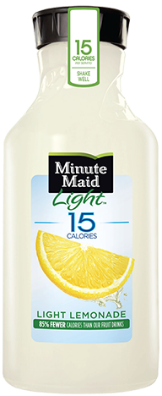 15
CALORIES
SHAKE
WELL
Minute
Maid
Light
15
CALORIES
LIGHT LEMONADE
85% FEWER CALORIES THAN OUR FRUIT DRINKS